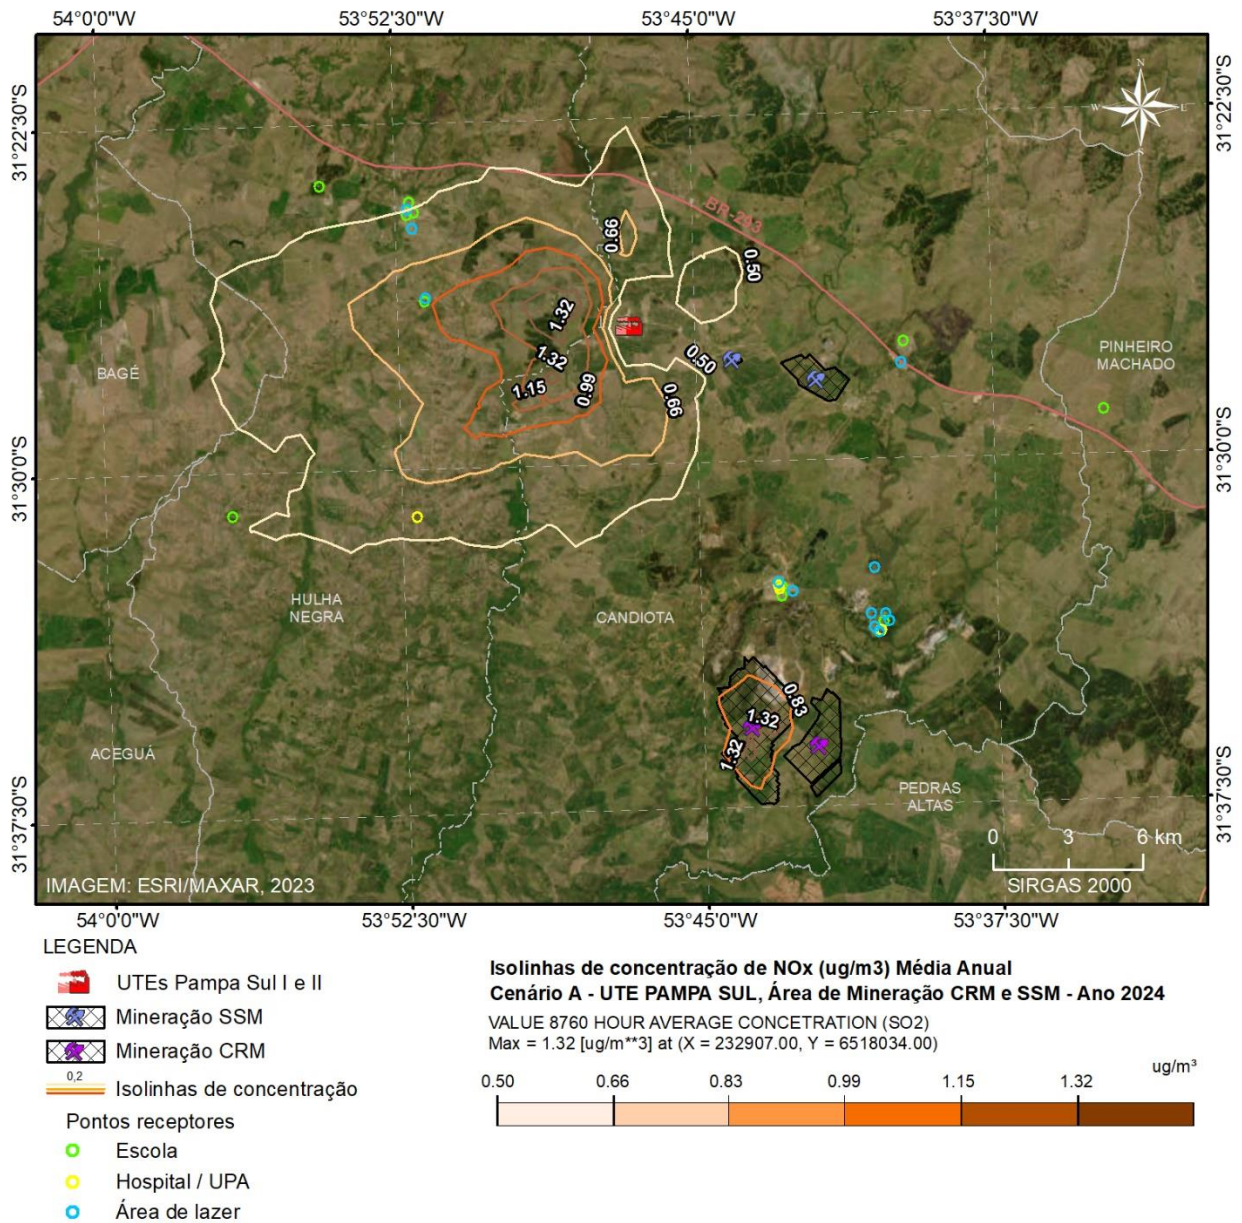 54°0'0"W
53°52'30"W
53°45'0"W
53°37'30"W
31°22'30"S
31°22'30"S
N
W
E
N
BR-293
0.66
0.50
1.32
1.32
1.15
0.99
0.50
0.66
BAGÉ
PINHEIRO
MACHADO
31°30'0"S
31°30'0"S
HULHA
NEGRA
CANDIOTA
0.83
1.32
1.32
ACEGUÁ
PEDRAS
ALTAS
31°37'30"S
31°37'30"S
0 3 6 km
IMAGEM: ESRI/MAXAR, 2023
SIRGAS 2000
54°0'0"W
53°52'30"W
53°45'0"W
53°37'30"W
LEGENDA
UTEs Pampa Sul I e II
Mineração SSM
Mineração CRM
0,2
Isolinhas de concentração
Pontos receptores
Escola
Hospital / UPA
Área de lazer
Isolinhas de concentração de NOx (ug/m3) Média Anual
Cenário A - UTE PAMPA SUL, Área de Mineração CRM e SSM - Ano 2024
VALUE 8760 HOUR AVERAGE CONCETRATION (SO2)
Max = 1.32 [ug/m**3] at (X = 232907.00, Y = 6518034.00)
ug/m³
0.50 0.66 0.83 0.99 1.15 1.32